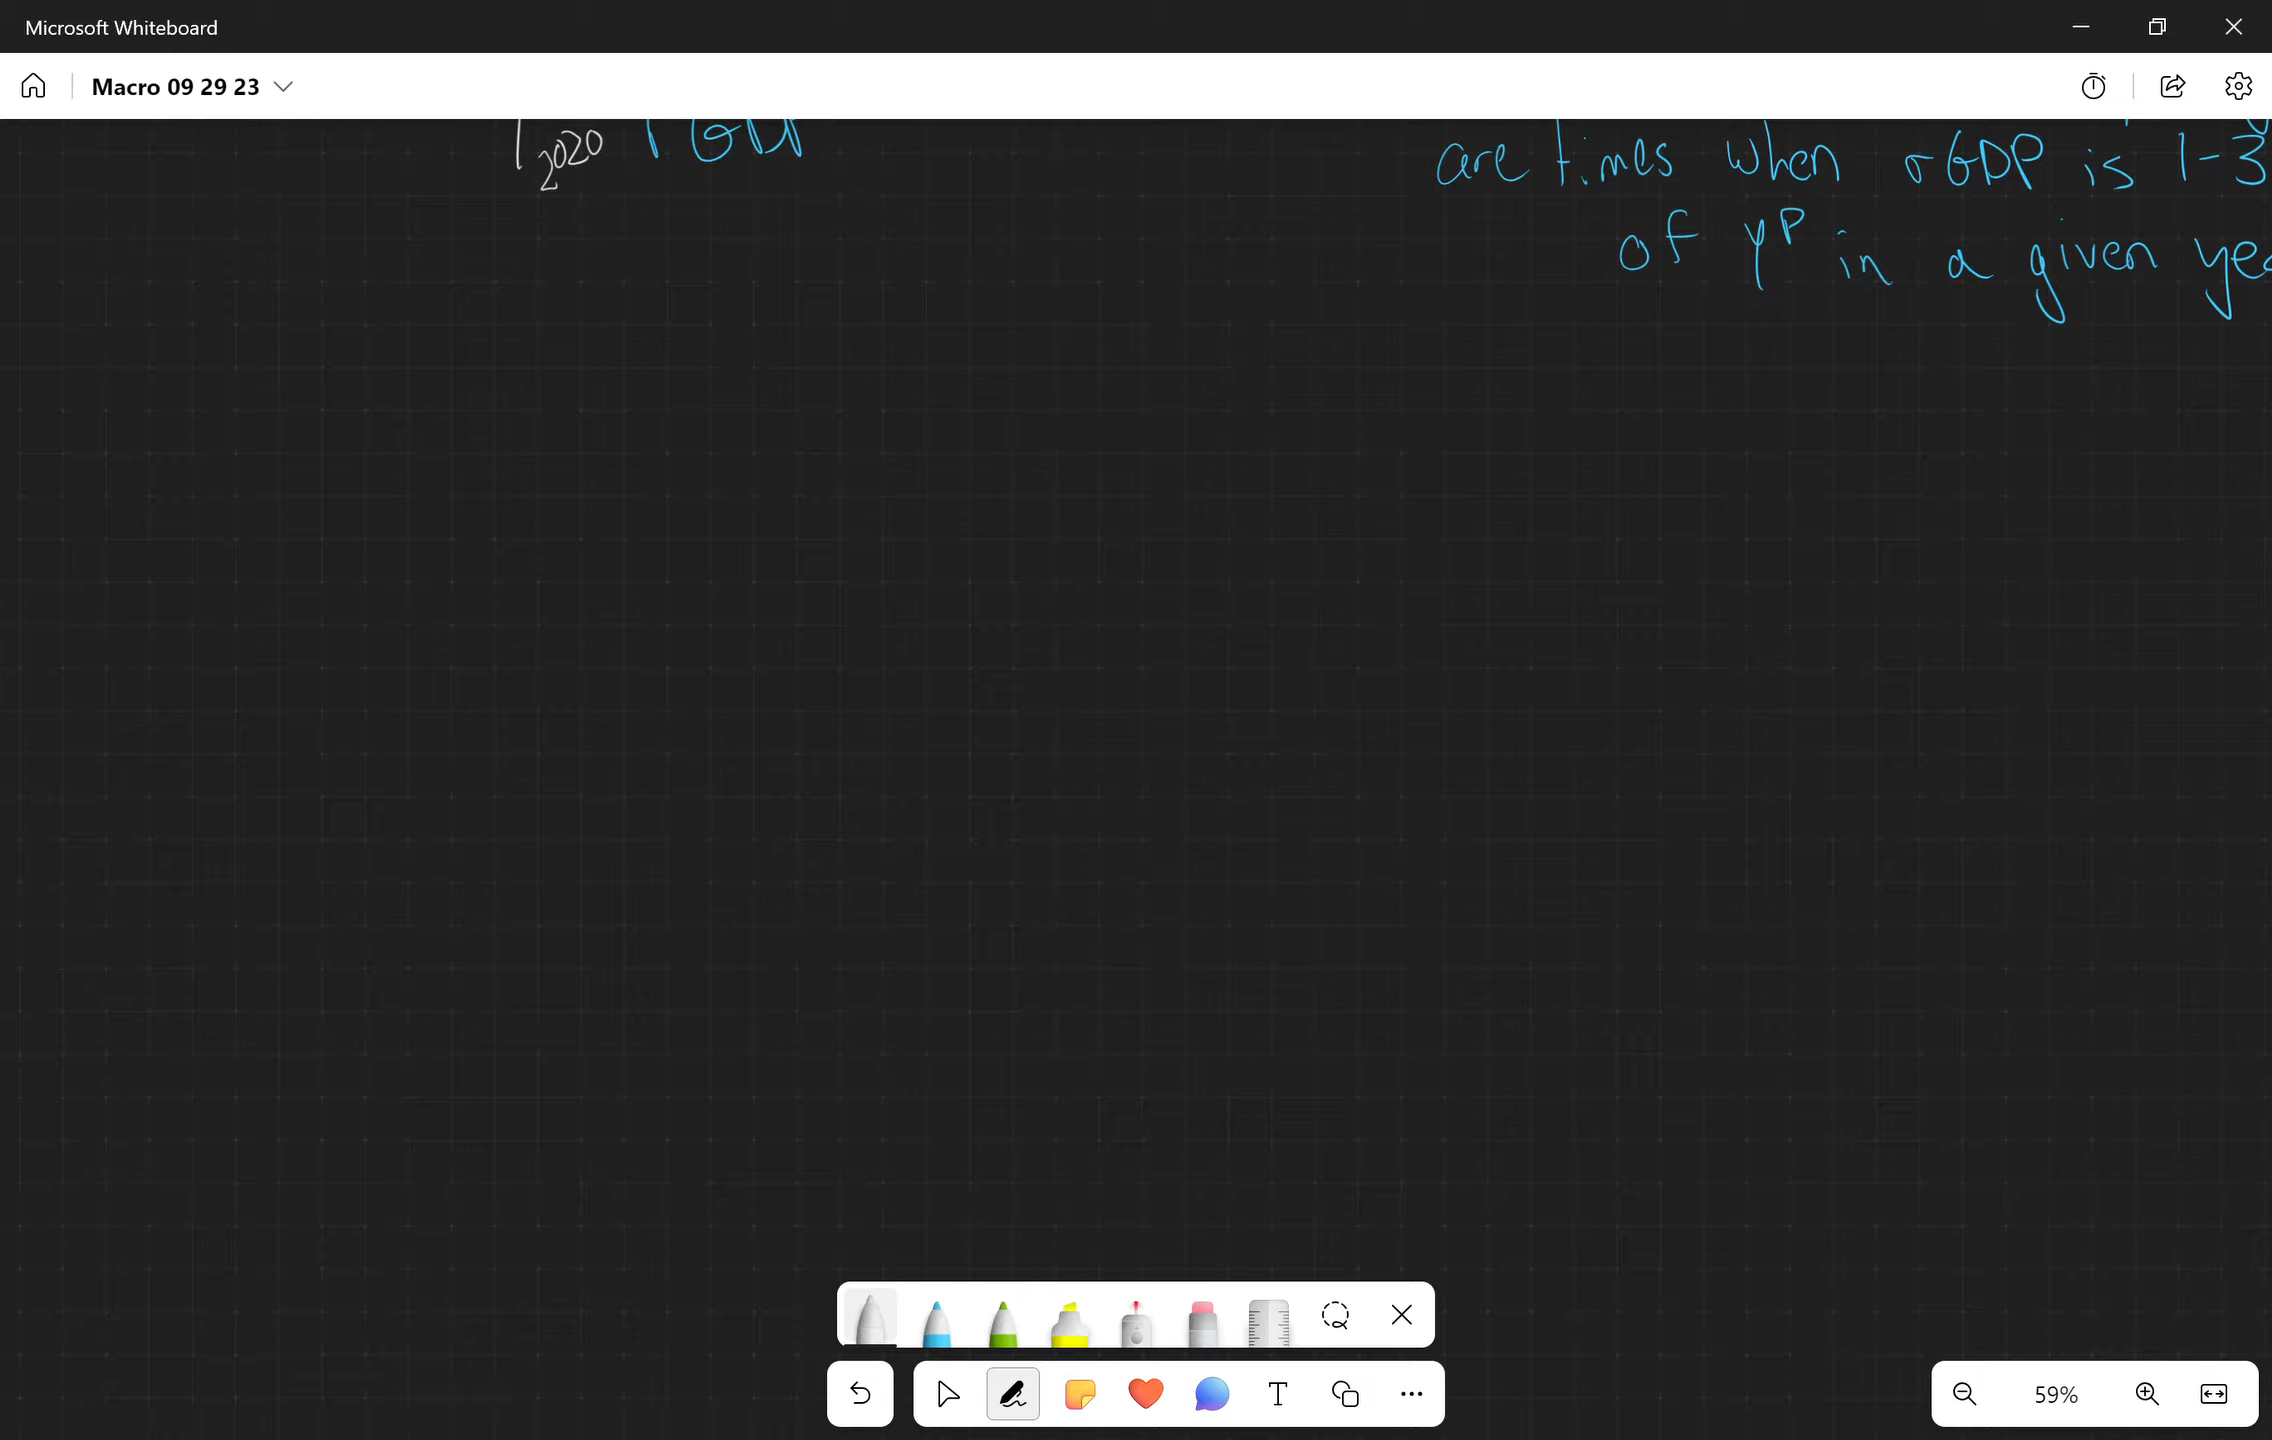 Microsoft Whiteboard
Macro 09 29 23
2020
are times when rGDP is 1-3
of Yᴾ in a given yea
59%